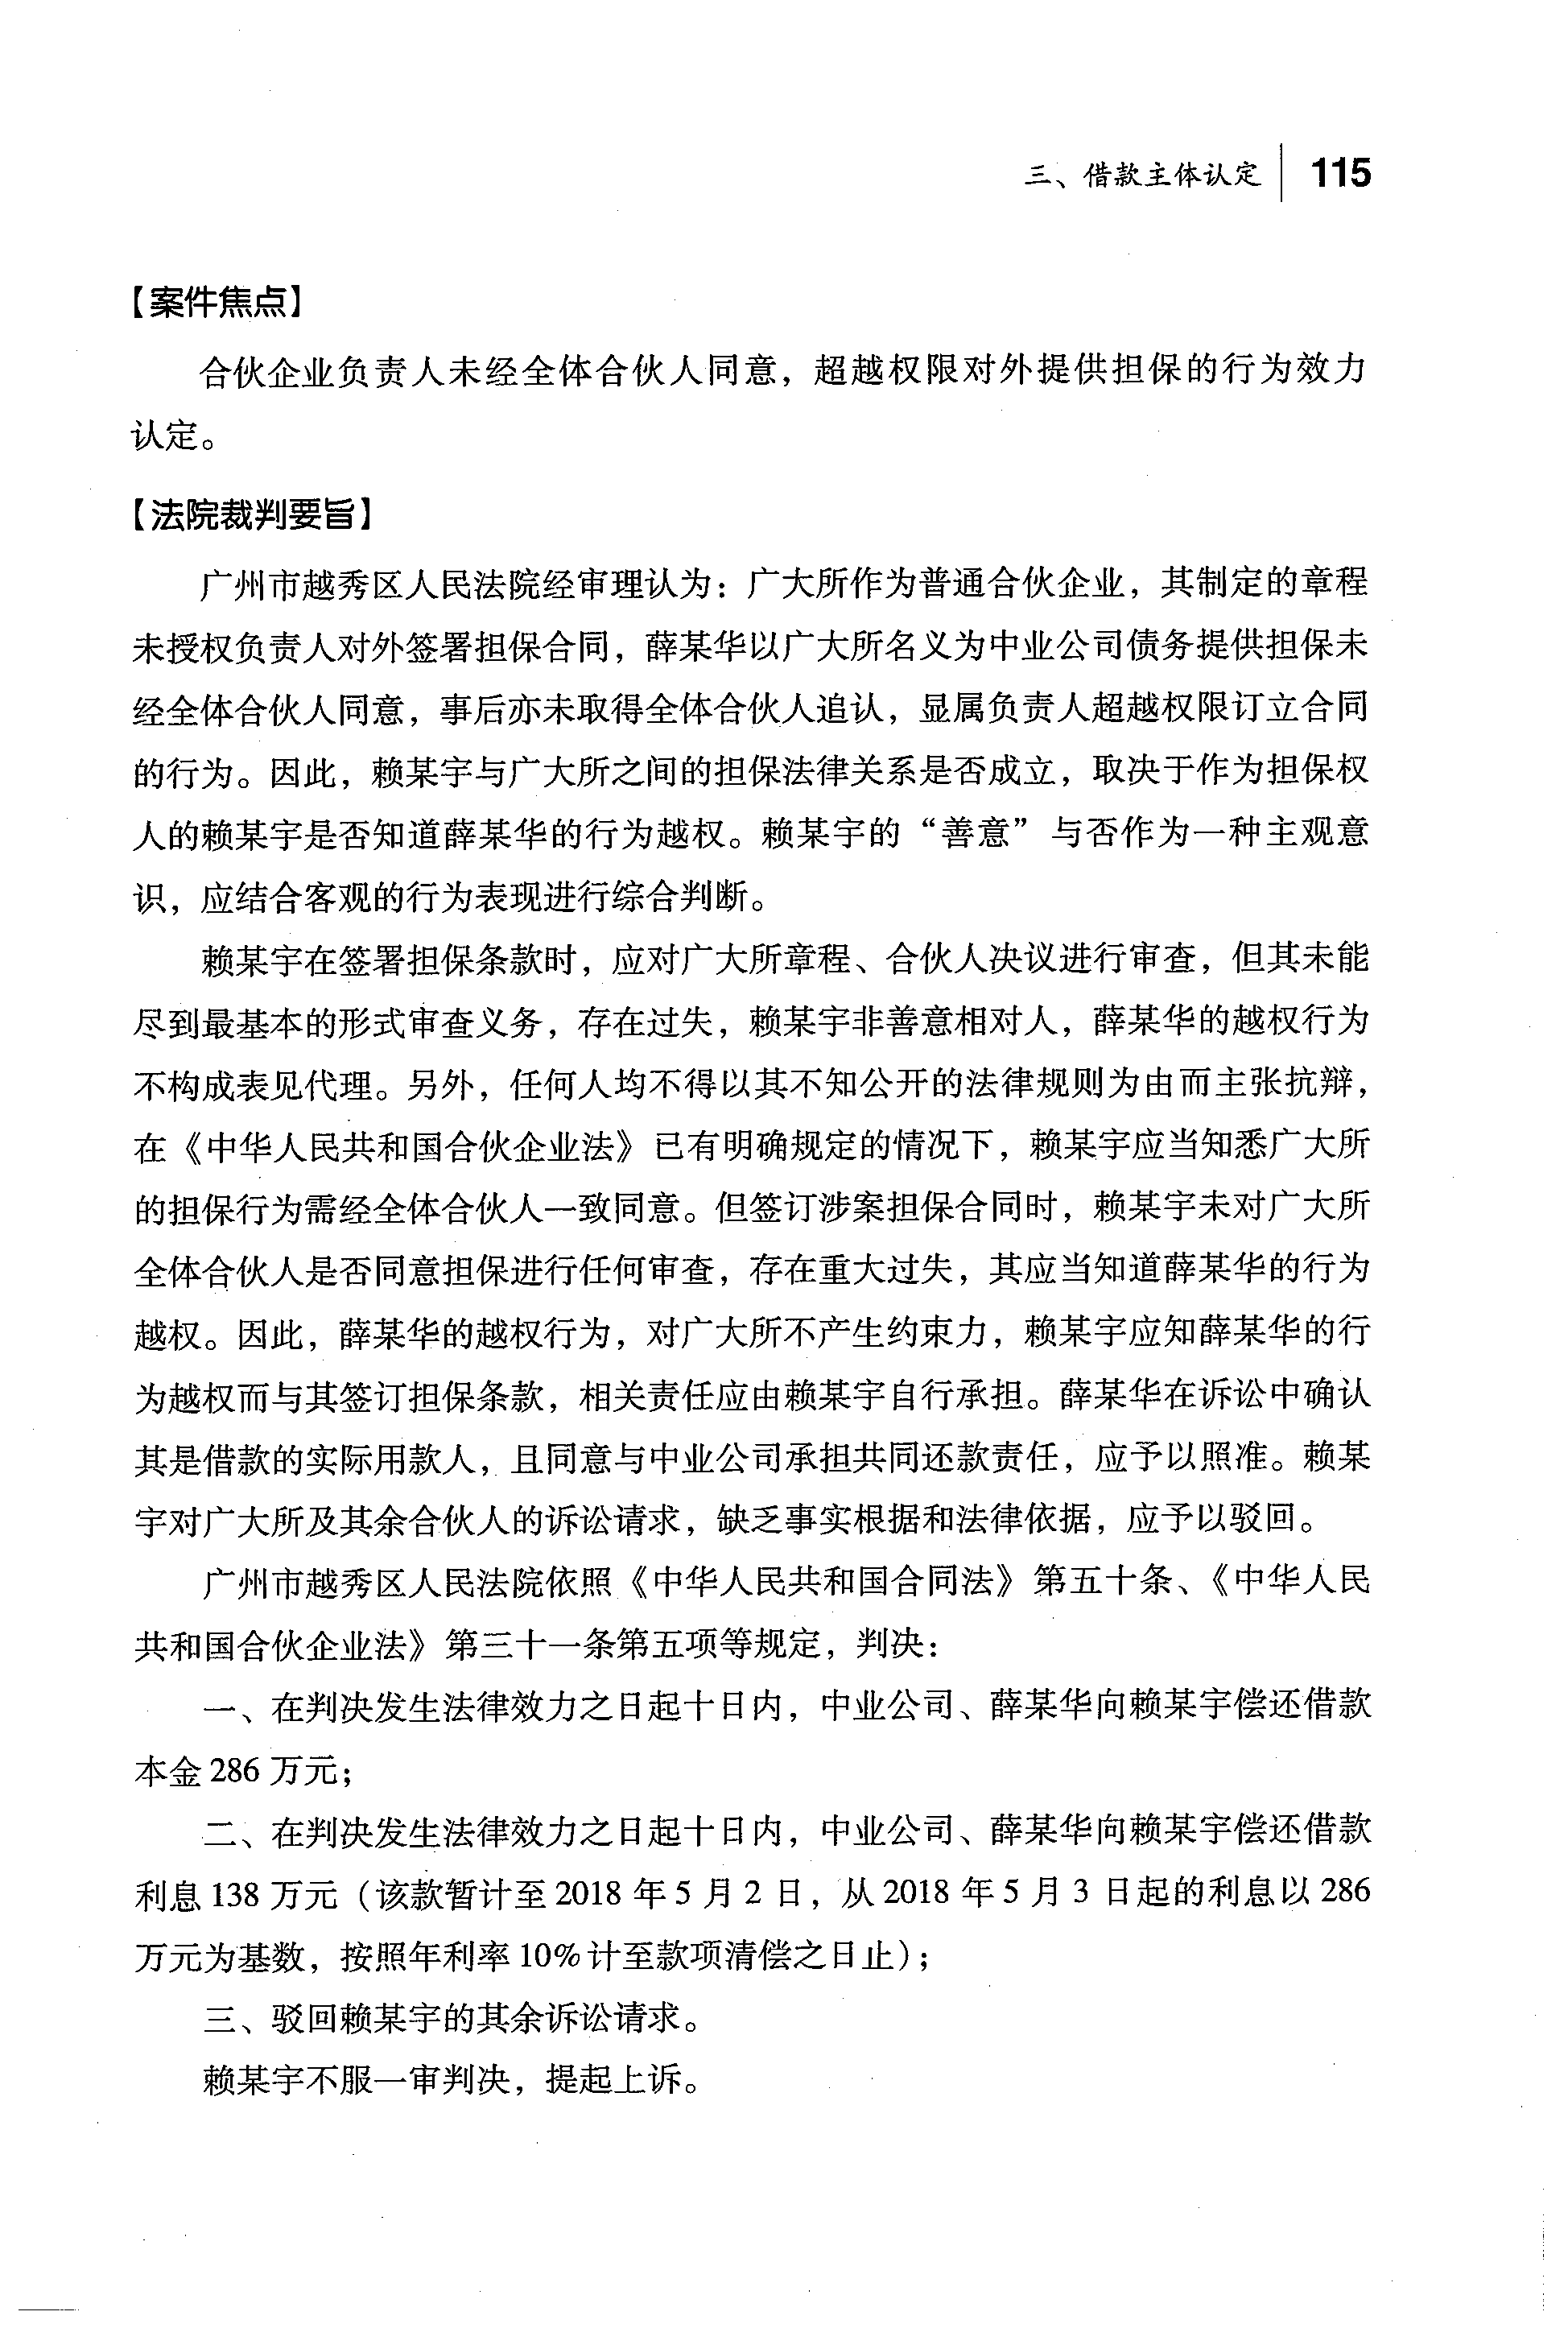 三、借款主体认定 115
【案件焦点】
合伙企业负责人未经全体合伙人同意，超越权限对外提供担保的行为效力
认定。
【法院裁判要旨】
广州市越秀区人民法院经审理认为：广大所作为普通合伙企业，其制定的章程
未授权负责人对外签署担保合同，薛某华以广大所名义为中业公司债务提供担保未
经全体合伙人同意，事后亦未取得全体合伙人追认，显属负责人超越权限订立合同
的行为。因此，赖某宇与广大所之间的担保法律关系是否成立，取决于作为担保权
人的赖某宇是否知道薛某华的行为越权。赖某宇的“善意”与否作为一种主观意
识，应结合客观的行为表现进行综合判断。
赖某宇在签署担保条款时，应对广大所章程、合伙人决议进行审查，但其未能
尽到最基本的形式审查义务，存在过失，赖某宇非善意相对人，薛某华的越权行为
不构成表见代理。另外，任何人均不得以其不知公开的法律规则为由而主张抗辩，
在《中华人民共和国合伙企业法》已有明确规定的情况下，赖某宇应当知悉广大所
的担保行为需经全体合伙人一致同意。但签订涉案担保合同时，赖某宇未对广大所
全体合伙人是否同意担保进行任何审查，存在重大过失，其应当知道薛某华的行为
越权。因此，薛某华的越权行为，对广大所不产生约束力，赖某宇应知薛某华的行
为越权而与其签订担保条款，相关责任应由赖某宇自行承担。薛某华在诉讼中确认
其是借款的实际用款人，且同意与中业公司承担共同还款责任，应予以照准。赖某
宇对广大所及其余合伙人的诉讼请求，缺乏事实根据和法律依据，应予以驳回。
广州市越秀区人民法院依照《中华人民共和国合同法》第五十条、《中华人民
共和国合伙企业法》第三十一条第五项等规定，判决：
一、在判决发生法律效力之日起十日内，中业公司、薛某华向赖某宇偿还借款
本金 286 万元；
二、在判决发生法律效力之日起十日内，中业公司、薛某华向赖某宇偿还借款
利息 138 万元（该款暂计至 2018 年 5 月 2 日，从 2018 年 5 月 3 日起的利息以 286
万元为基数，按照年利率 10% 计至款项清偿之日止）；
三、驳回赖某宇的其余诉讼请求。
赖某宇不服一审判决，提起上诉。